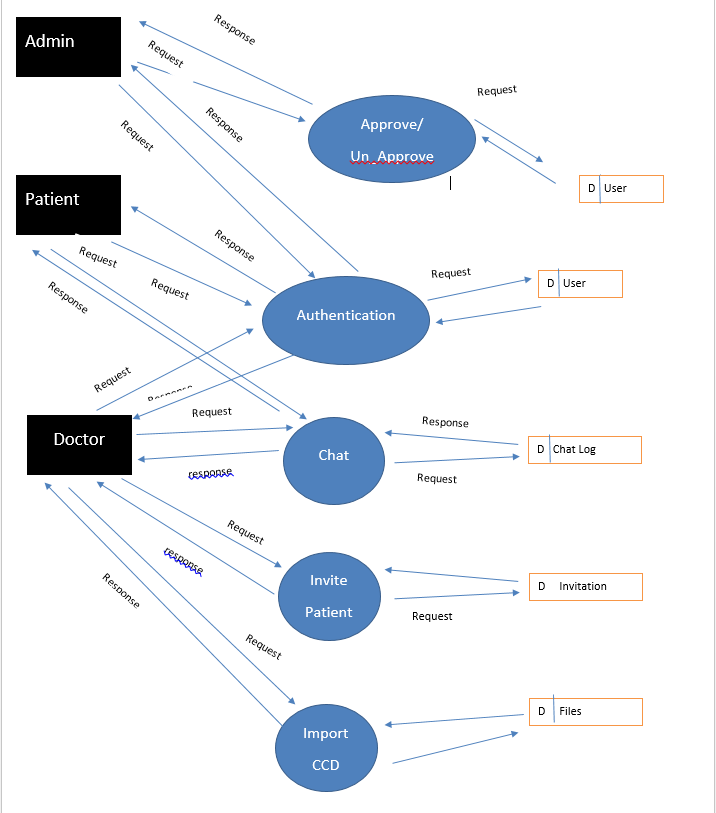 Response
Admin
Request
Request
Approve/
Un_Approve
Response
Request
D User
Patient
Request
Response
Request
Response
Request
D User
Authentication
Request
Response
Request
Response
D Chat Log
Doctor
Chat
response
Request
Request
response
Invite
Patient
D Invitation
Response
Request
Request
D Files
Import
CCD